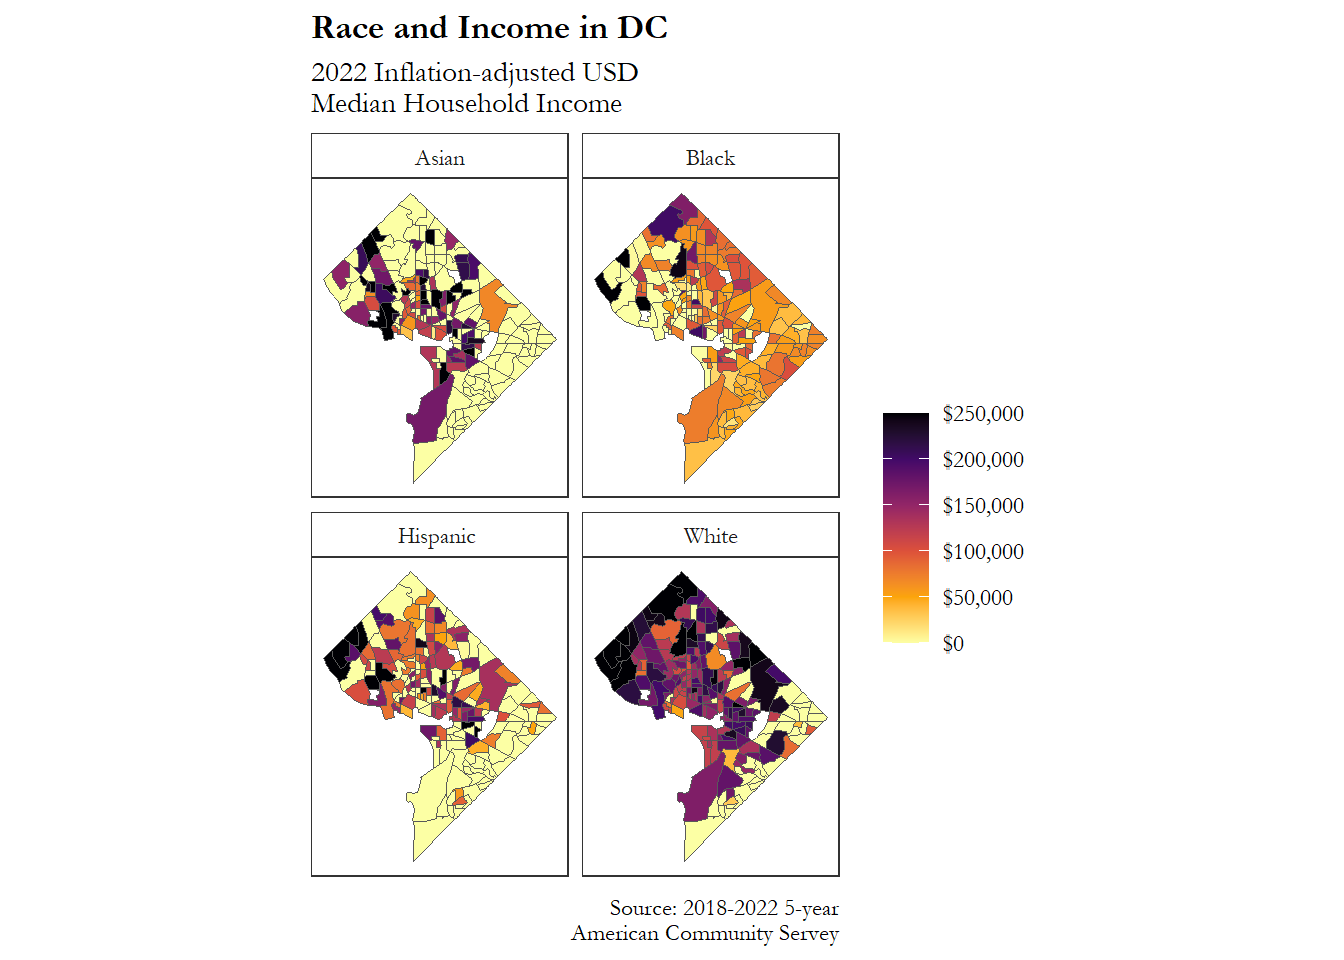 Race and Income in DC
2022 Inflation-adjusted USD
Median Household Income
Asian
Black
Hispanic
White
$250,000
$200,000
$150,000
$100,000
$50,000
$0
Source: 2018-2022 5-year
American Community Servey